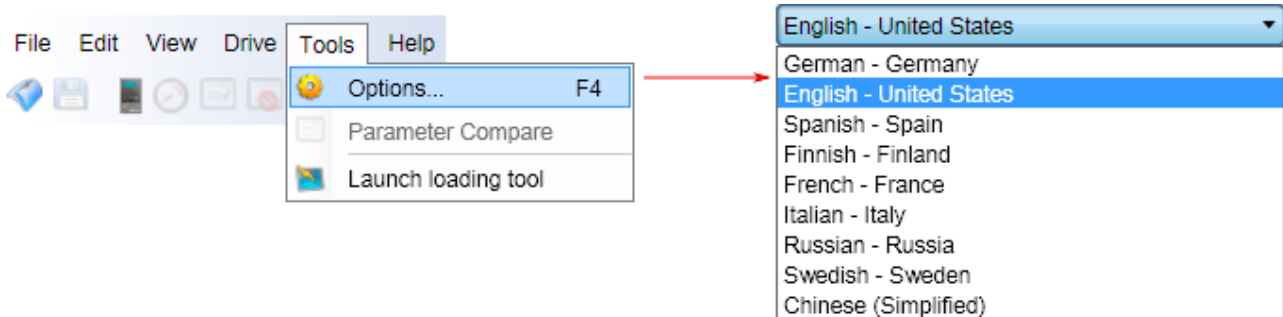 File Edit View Drive Tools Help
Options... F4
Parameter Compare
Launch loading tool
English - United States
German - Germany
English - United States
Spanish - Spain
Finnish - Finland
French - France
Italian - Italy
Russian - Russia
Swedish - Sweden
Chinese (Simplified)